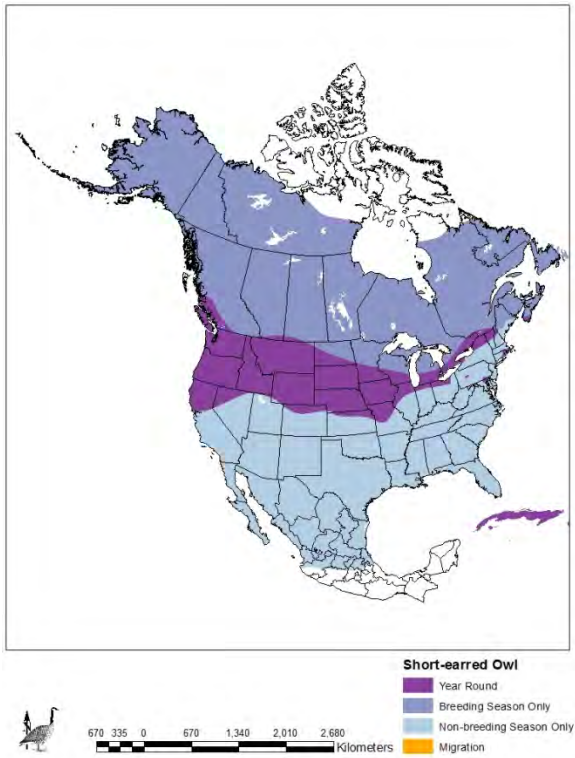 Short-earred Owl
Year Round
Breeding Season Only
Non-breeding Season Only
Migration
670 335 0 670 1,340 2,010 2,680
Kilometers